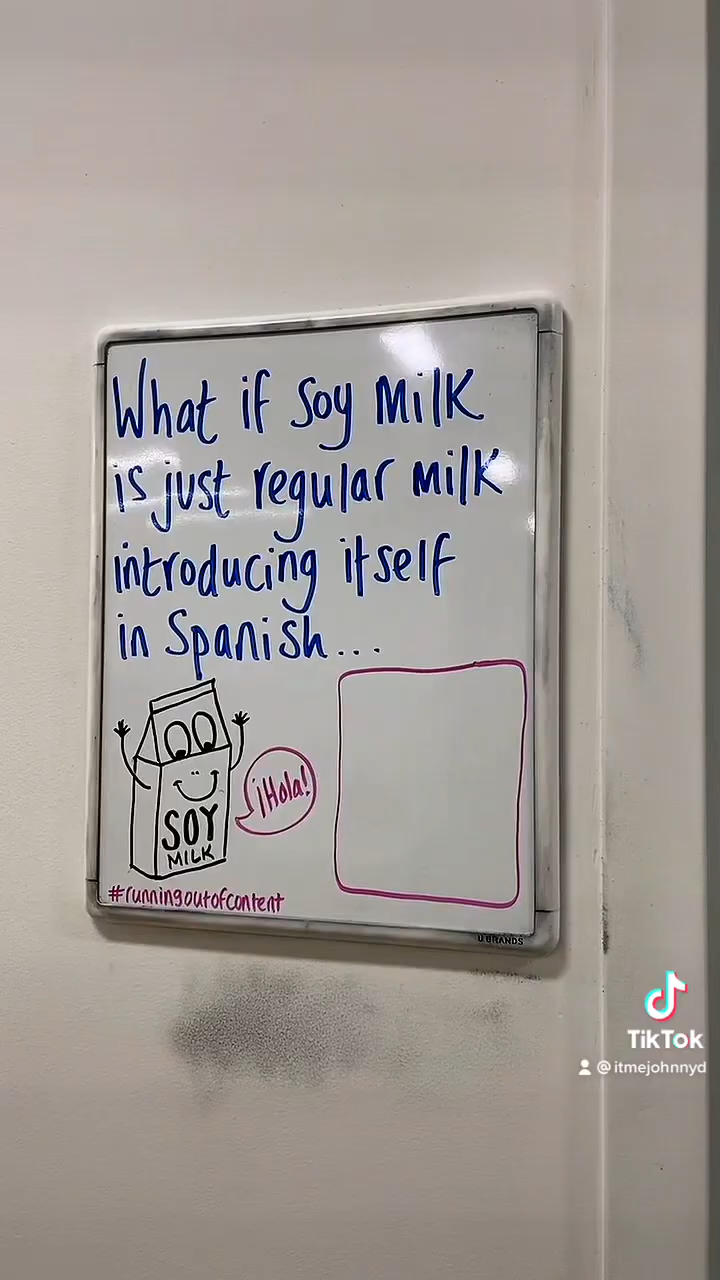 What if Soy Milk
is just regular milk
introducing itself
in Spanish...
¡Hola!
SOY
MILK
#runningoutofcontent
U BRANDS
TikTok
@itmejohnnyd